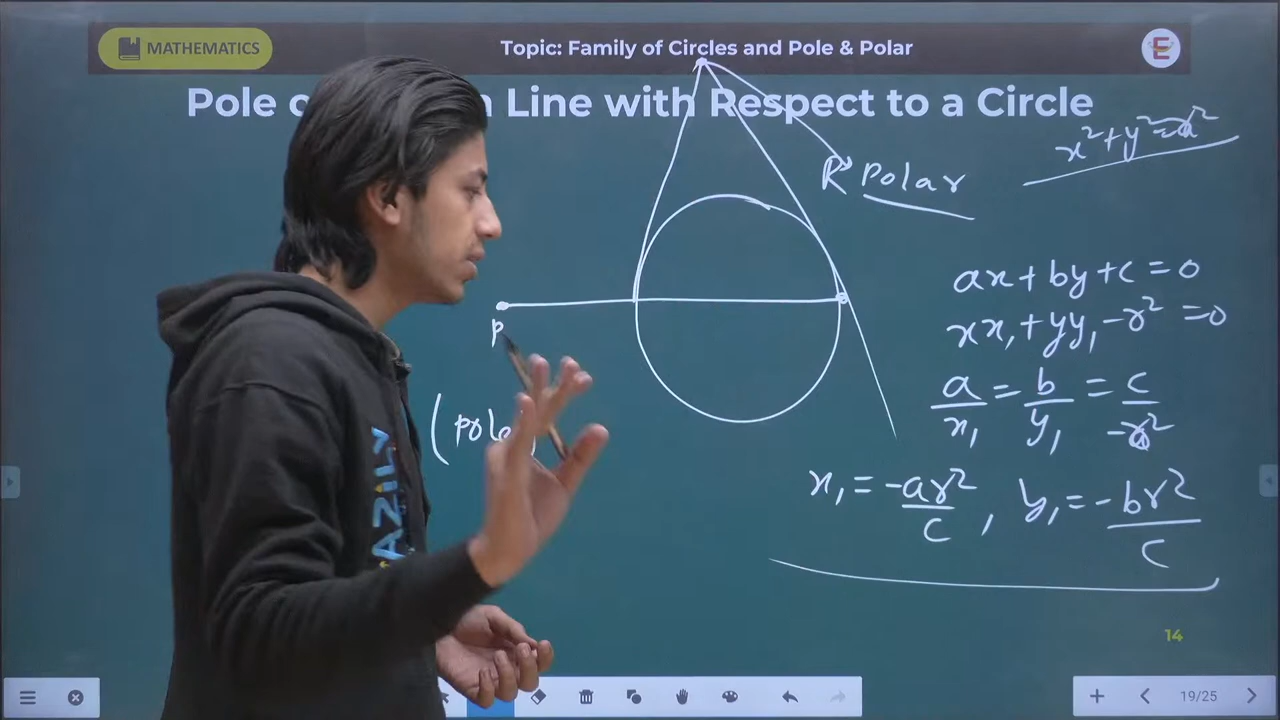 MATHEMATICS
Topic: Family of Circles and Pole & Polar
E
Pole o n Line with Respect to a Circle
x² + y² = a²
R Polar
ax + by + c = 0
xx₁ + yy₁ - r² = 0
P
a/x₁ = b/y₁ = c/-r²
(pole)
x₁ = -ar²/c , y₁ = -br²/c
AZILY
14
19/25